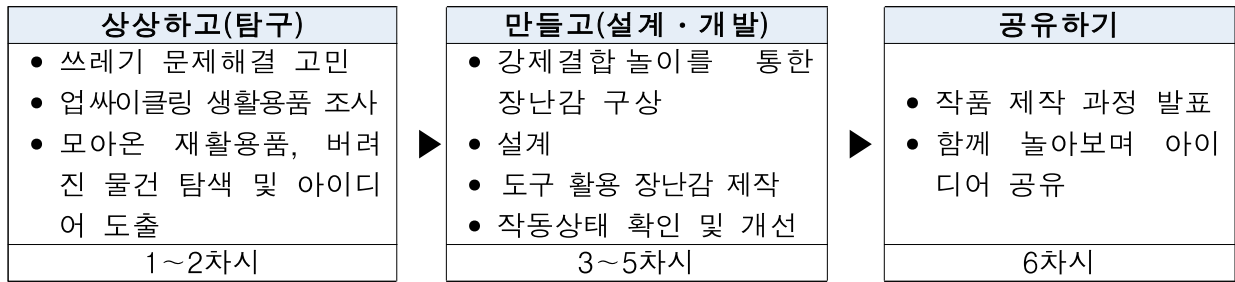 상상하고(탐구)
• 쓰레기 문제해결 고민
• 업싸이클링 생활용품 조사
• 모아온 재활용품, 버려
진 물건 탐색 및 아이디
어 도출
1～2차시
▶
만들고(설계 · 개발)
• 강제결합 놀이를 통한
장난감 구상
• 설계
• 도구 활용 장난감 제작
• 작동상태 확인 및 개선
3～5차시
▶
공유하기
• 작품 제작 과정 발표
• 함께 놀아보며 아이
디어 공유
6차시